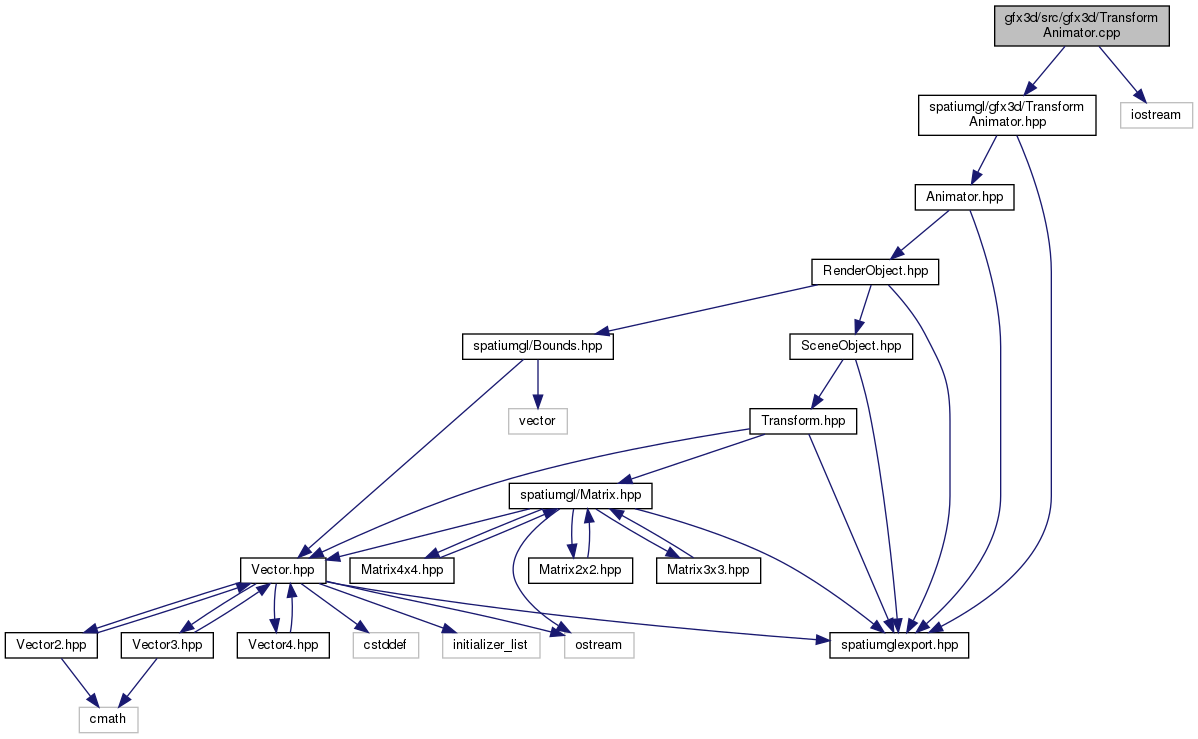 gfx3d/src/gfx3d/Transform
Animator.cpp
spatiumgl/gfx3d/Transform
Animator.hpp
iostream
Animator.hpp
RenderObject.hpp
spatiumgl/Bounds.hpp
SceneObject.hpp
vector
Transform.hpp
spatiumgl/Matrix.hpp
Vector.hpp
Matrix4x4.hpp
Matrix2x2.hpp
Matrix3x3.hpp
Vector2.hpp
Vector3.hpp
Vector4.hpp
cstddef
initializer_list
ostream
spatiumglexport.hpp
cmath